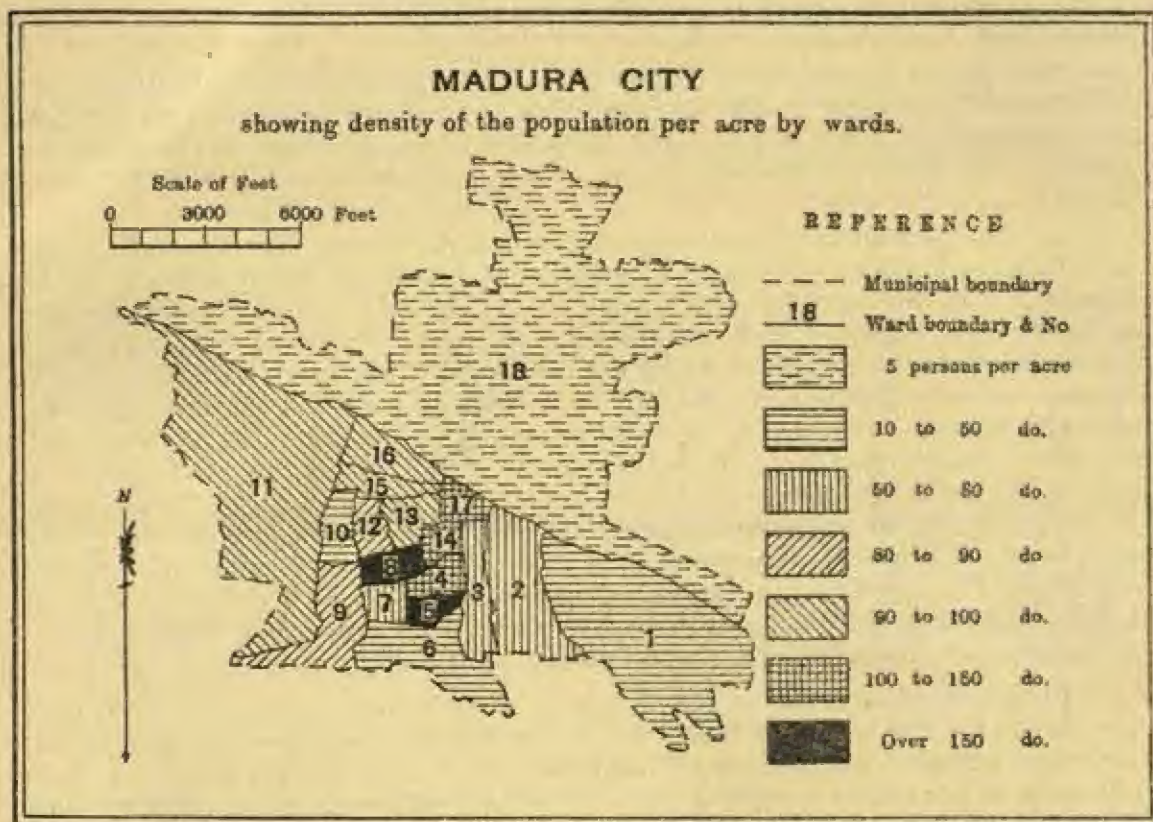 MADURA CITY
showing density of the population per acre by wards.
Scale of Feet
0 3000 6000 Feet
REFERENCE
Municipal boundary
18
Ward boundary & No
5 persons per acre
10 to 50 do.
50 to 80 do.
80 to 90 do
90 to 100 do.
100 to 150 do.
Over 150 do.
N
18
16
11
15
17
10 12 13
14
8
4
9 7 5 3 2
6 1